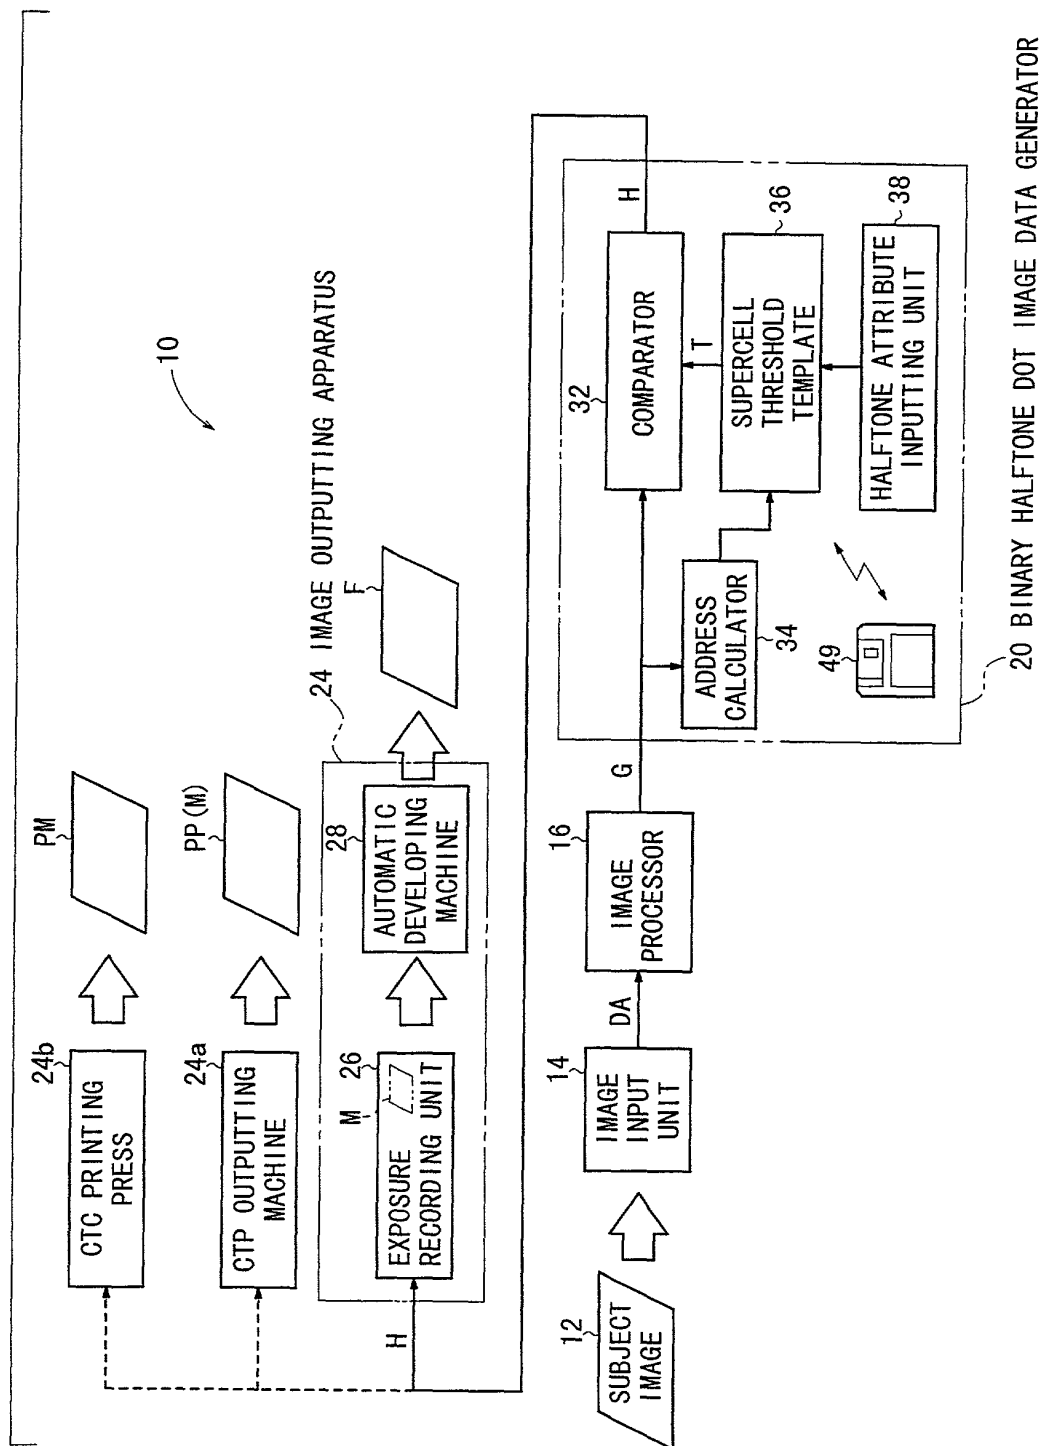 10
24b
CTC PRINTING
PRESS
PM
24a
CTP OUTPUTTING
MACHINE
PP(M)
24 IMAGE OUTPUTTING APPARATUS
M
26
EXPOSURE
RECORDING UNIT
28
AUTOMATIC
DEVELOPING
MACHINE
F
H
12
SUBJECT
IMAGE
14
IMAGE
INPUT
UNIT
DA
16
IMAGE
PROCESSOR
G
32
COMPARATOR
H
T
ADDRESS
CALCULATOR
34
36
SUPERCELL
THRESHOLD
TEMPLATE
49
38
HALFTONE ATTRIBUTE
INPUTTING UNIT
20 BINARY HALFTONE DOT IMAGE DATA GENERATOR